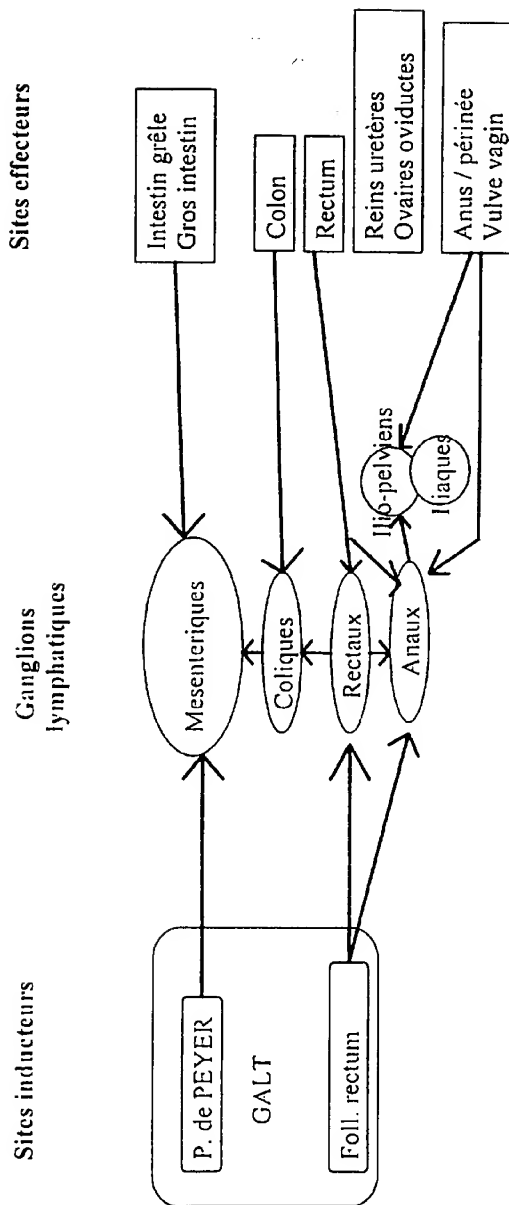 Sites inducteurs
Ganglions
lymphatiques
Sites effecteurs
P. de PEYER
GALT
Foll. rectum
Mesenteriques
Coliques
Rectaux
Anaux
Ilio-pelviens
Iliaques
Intestin grêle
Gros intestin
Colon
Rectum
Reins uretères
Ovaires oviductes
Anus / périnée
Vulve vagin